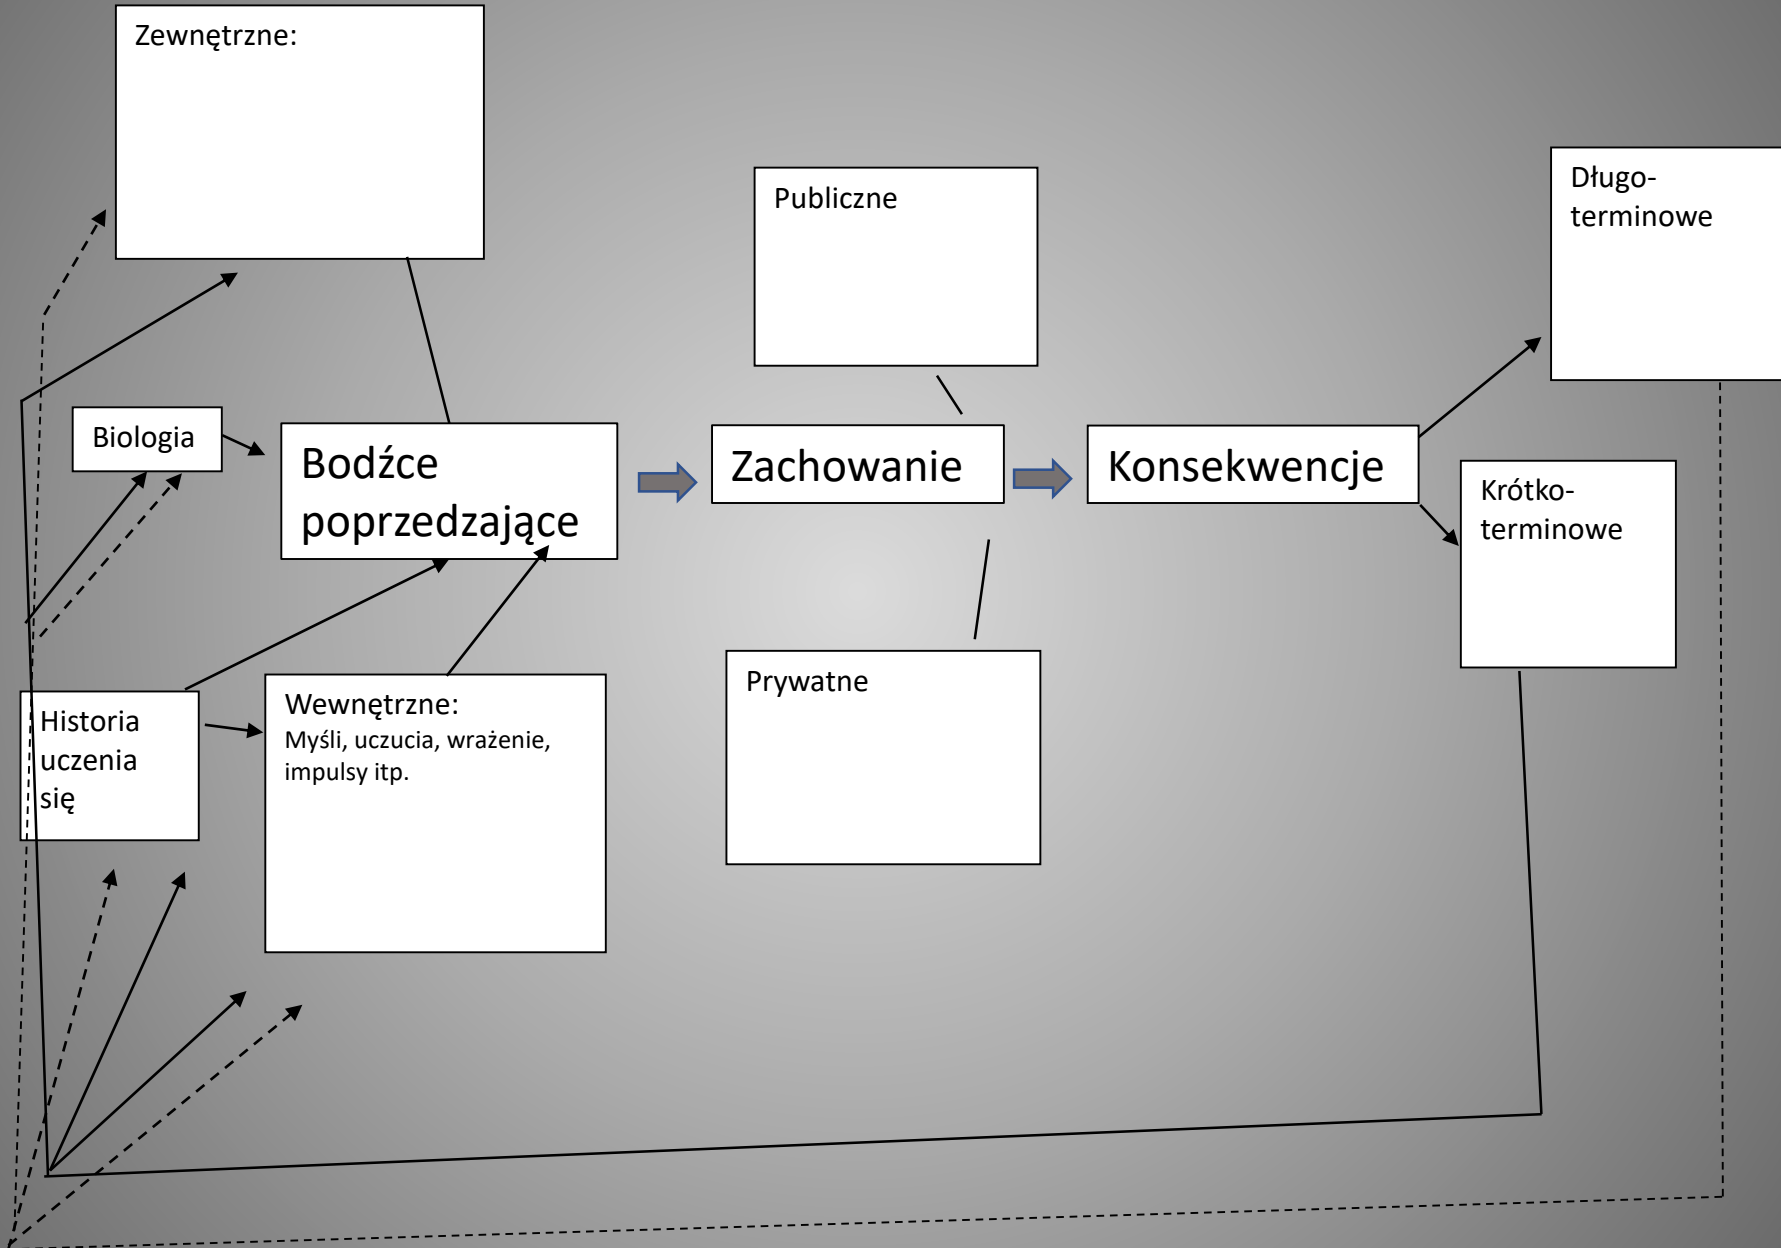 Zewnętrzne:
Publiczne
Długo-
terminowe
Biologia
Bodźce
poprzedzające
Zachowanie
Konsekwencje
Krótko-
terminowe
Historia
uczenia
się
Wewnętrzne:
Myśli, uczucia, wrażenie,
impulsy itp.
Prywatne